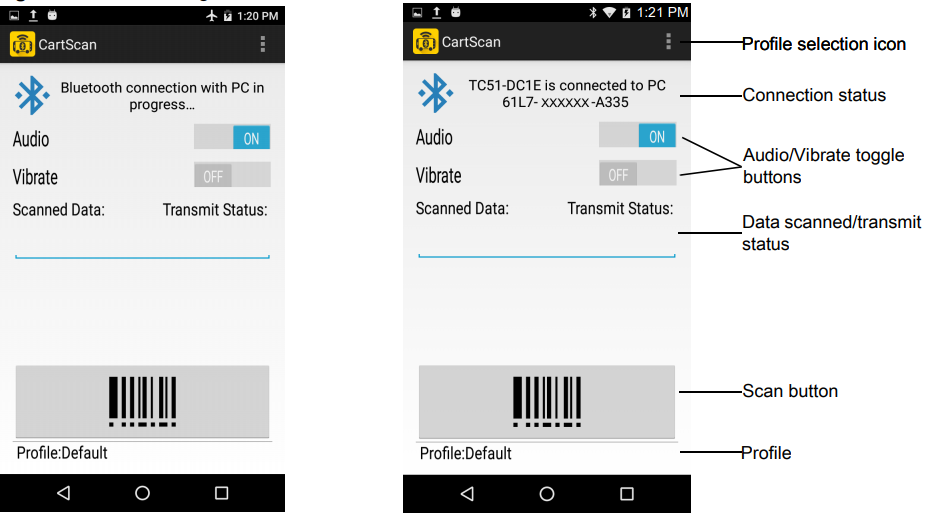 1:20 PM
CartScan
Bluetooth connection with PC in
progress...
Audio
ON
Vibrate
OFF
Scanned Data:
Transmit Status:
Profile:Default
1:21 PM
CartScan
TC51-DC1E is connected to PC
61L7- xxxxxx -A335
Audio
ON
Vibrate
OFF
Scanned Data:
Transmit Status:
Profile:Default
Profile selection icon
Connection status
Audio/Vibrate toggle
buttons
Data scanned/transmit
status
Scan button
Profile